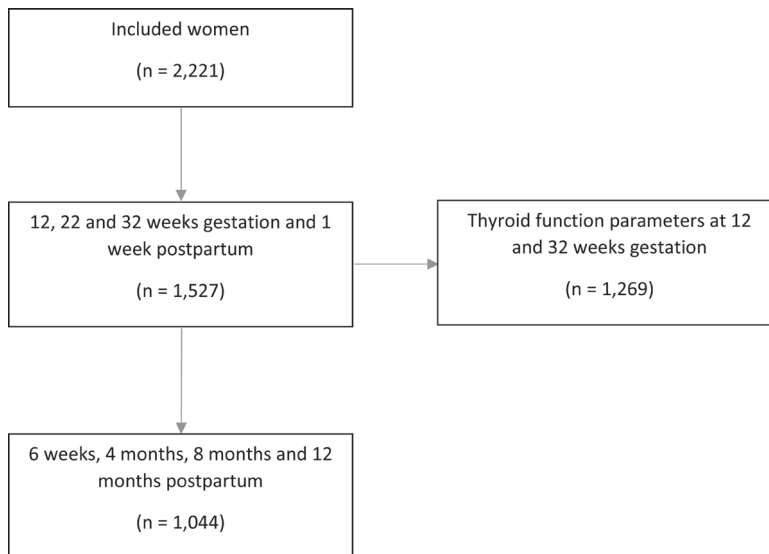 Included women
(n = 2,221)
12, 22 and 32 weeks gestation and 1
week postpartum
(n = 1,527)
Thyroid function parameters at 12
and 32 weeks gestation
(n = 1,269)
6 weeks, 4 months, 8 months and 12
months postpartum
(n = 1,044)